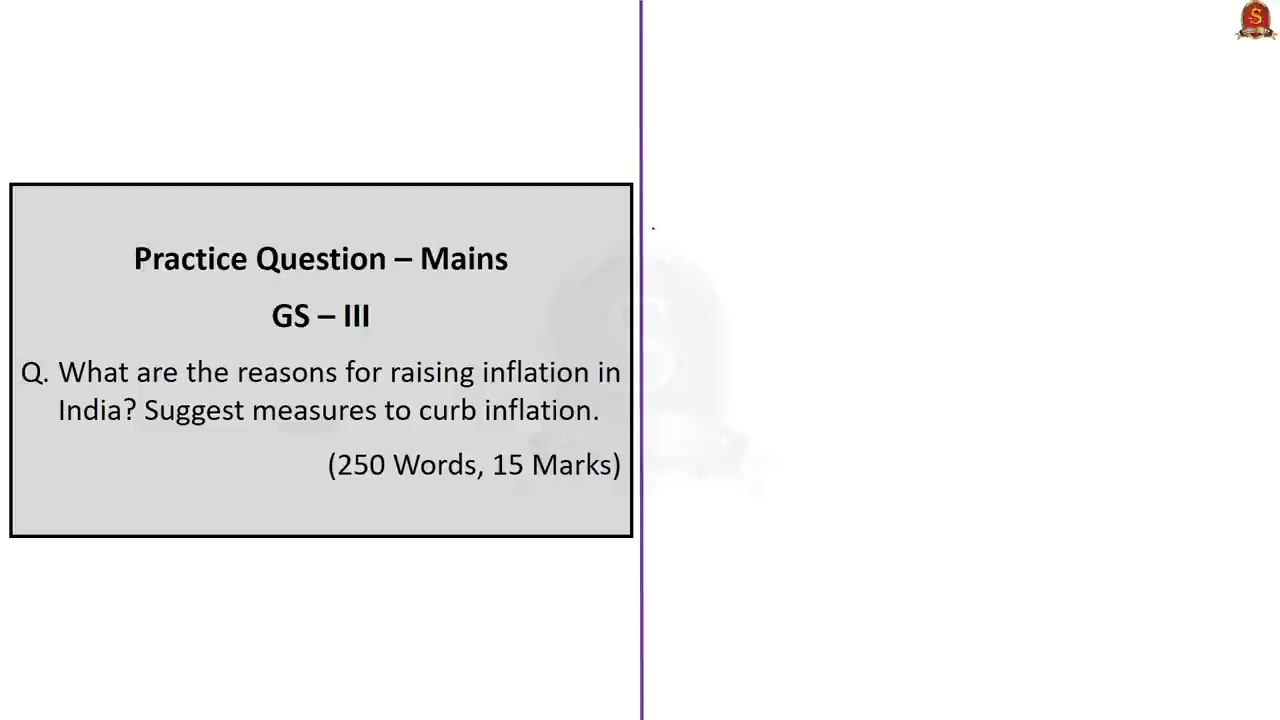 Practice Question – Mains
GS – III
Q. What are the reasons for raising inflation in
India? Suggest measures to curb inflation.
(250 Words, 15 Marks)
S